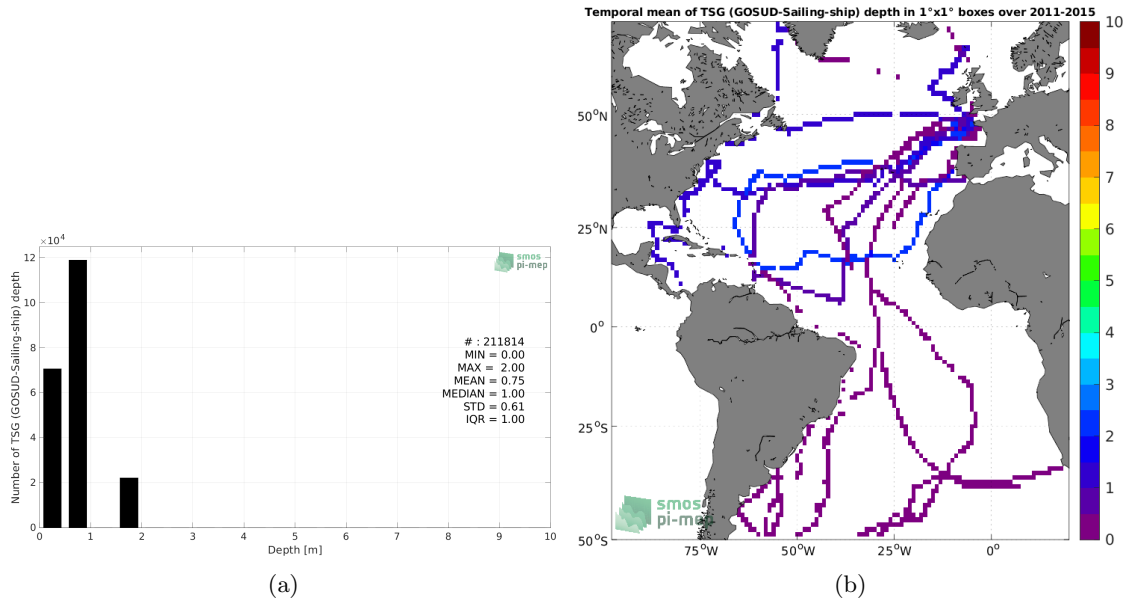 Temporal mean of TSG (GOSUD-Sailing-ship) depth in 1°x1° boxes over 2011-2015
×10⁴
12
10
8
6
4
2
0
Number of TSG (GOSUD-Sailing-ship) depth
smos
pi-mep
# : 211814
MIN = 0.00
MAX = 2.00
MEAN = 0.75
MEDIAN = 1.00
STD = 0.61
IQR = 1.00
0 1 2 3 4 5 6 7 8 9 10
Depth [m]
(a)
50°N
25°N
0°
25°S
50°S
75°W 50°W 25°W 0°
smos
pi-mep
10
9
8
7
6
5
4
3
2
1
0
(b)